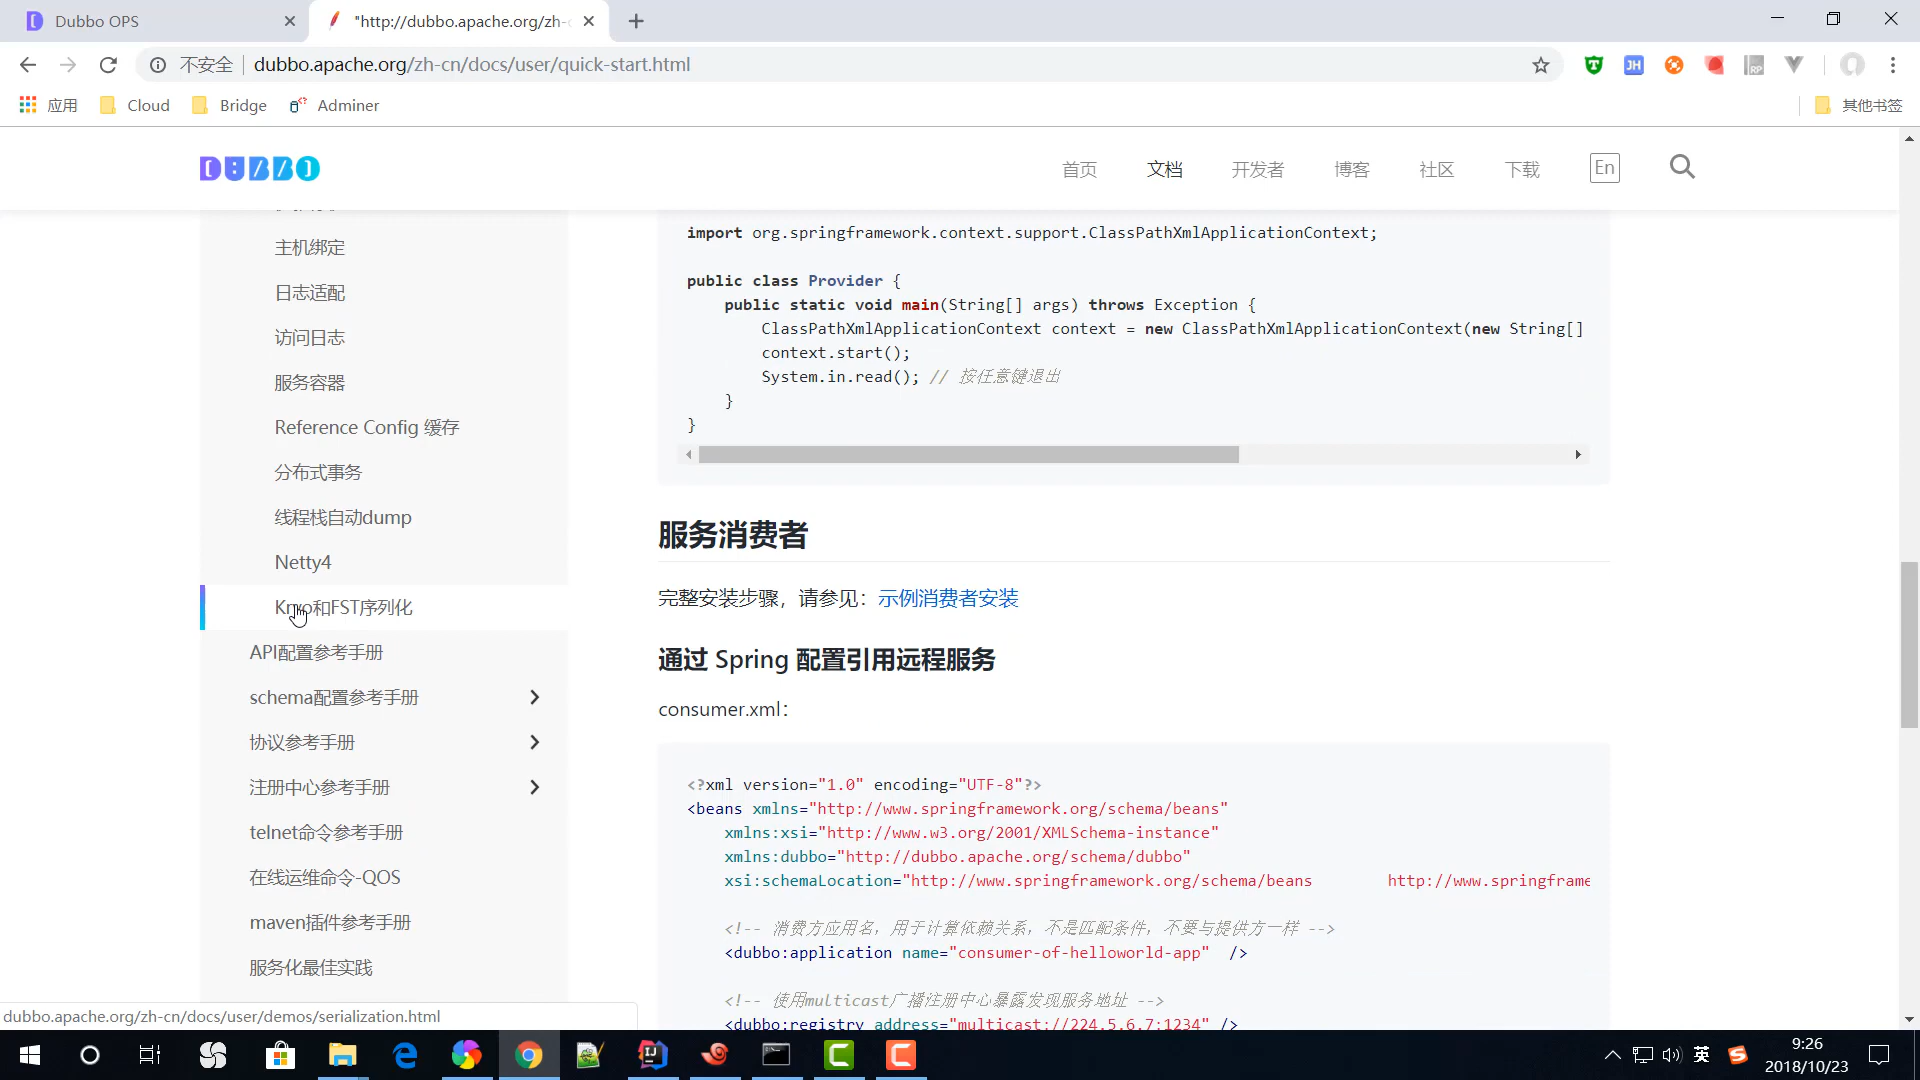 Dubbo OPS
"http://dubbo.apache.org/zh-c
不安全
dubbo.apache.org/zh-cn/docs/user/quick-start.html
应用
Cloud
Bridge
Adminer
其他书签
DUBBO
首页
文档
开发者
博客
社区
下载
En
主机绑定
日志适配
访问日志
服务容器
Reference Config 缓存
分布式事务
线程栈自动dump
Netty4
Kryo和FST序列化
API配置参考手册
schema配置参考手册
协议参考手册
注册中心参考手册
telnet命令参考手册
在线运维命令-QOS
maven插件参考手册
服务化最佳实践
import org.springframework.context.support.ClassPathXmlApplicationContext;
public class Provider {
public static void main(String[] args) throws Exception {
ClassPathXmlApplicationContext context = new ClassPathXmlApplicationContext(new String[]
context.start();
System.in.read(); // 按任意键退出
}
}
服务消费者
完整安装步骤，请参见：示例消费者安装
通过 Spring 配置引用远程服务
consumer.xml：
<?xml version="1.0" encoding="UTF-8"?>
<beans xmlns="http://www.springframework.org/schema/beans"
xmlns:xsi="http://www.w3.org/2001/XMLSchema-instance"
xmlns:dubbo="http://dubbo.apache.org/schema/dubbo"
xsi:schemaLocation="http://www.springframework.org/schema/beans http://www.springframe
<!-- 消费方应用名，用于计算依赖关系，不是匹配条件，不要与提供方一样 -->
<dubbo:application name="consumer-of-helloworld-app" />
<!-- 使用multicast广播注册中心暴露发现服务地址 -->
<dubbo:registry address="multicast://224.5.6.7:1234" />
dubbo.apache.org/zh-cn/docs/user/demos/serialization.html
英
9:26
2018/10/23